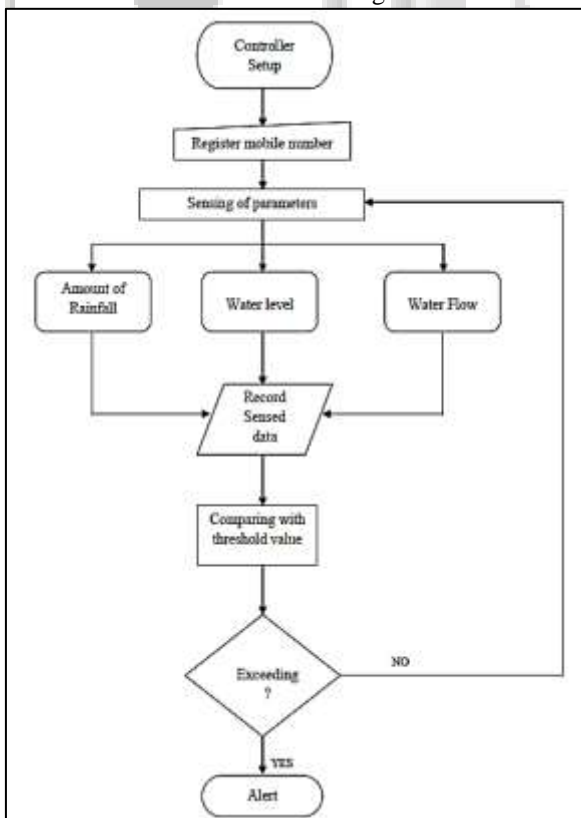 Controller
Setup
Register mobile number
Sensing of parameters
Amount of
Rainfall
Water level
Water Flow
Record
Sensed
data
Comparing with
threshold value
Exceeding
?
NO
YES
Alert